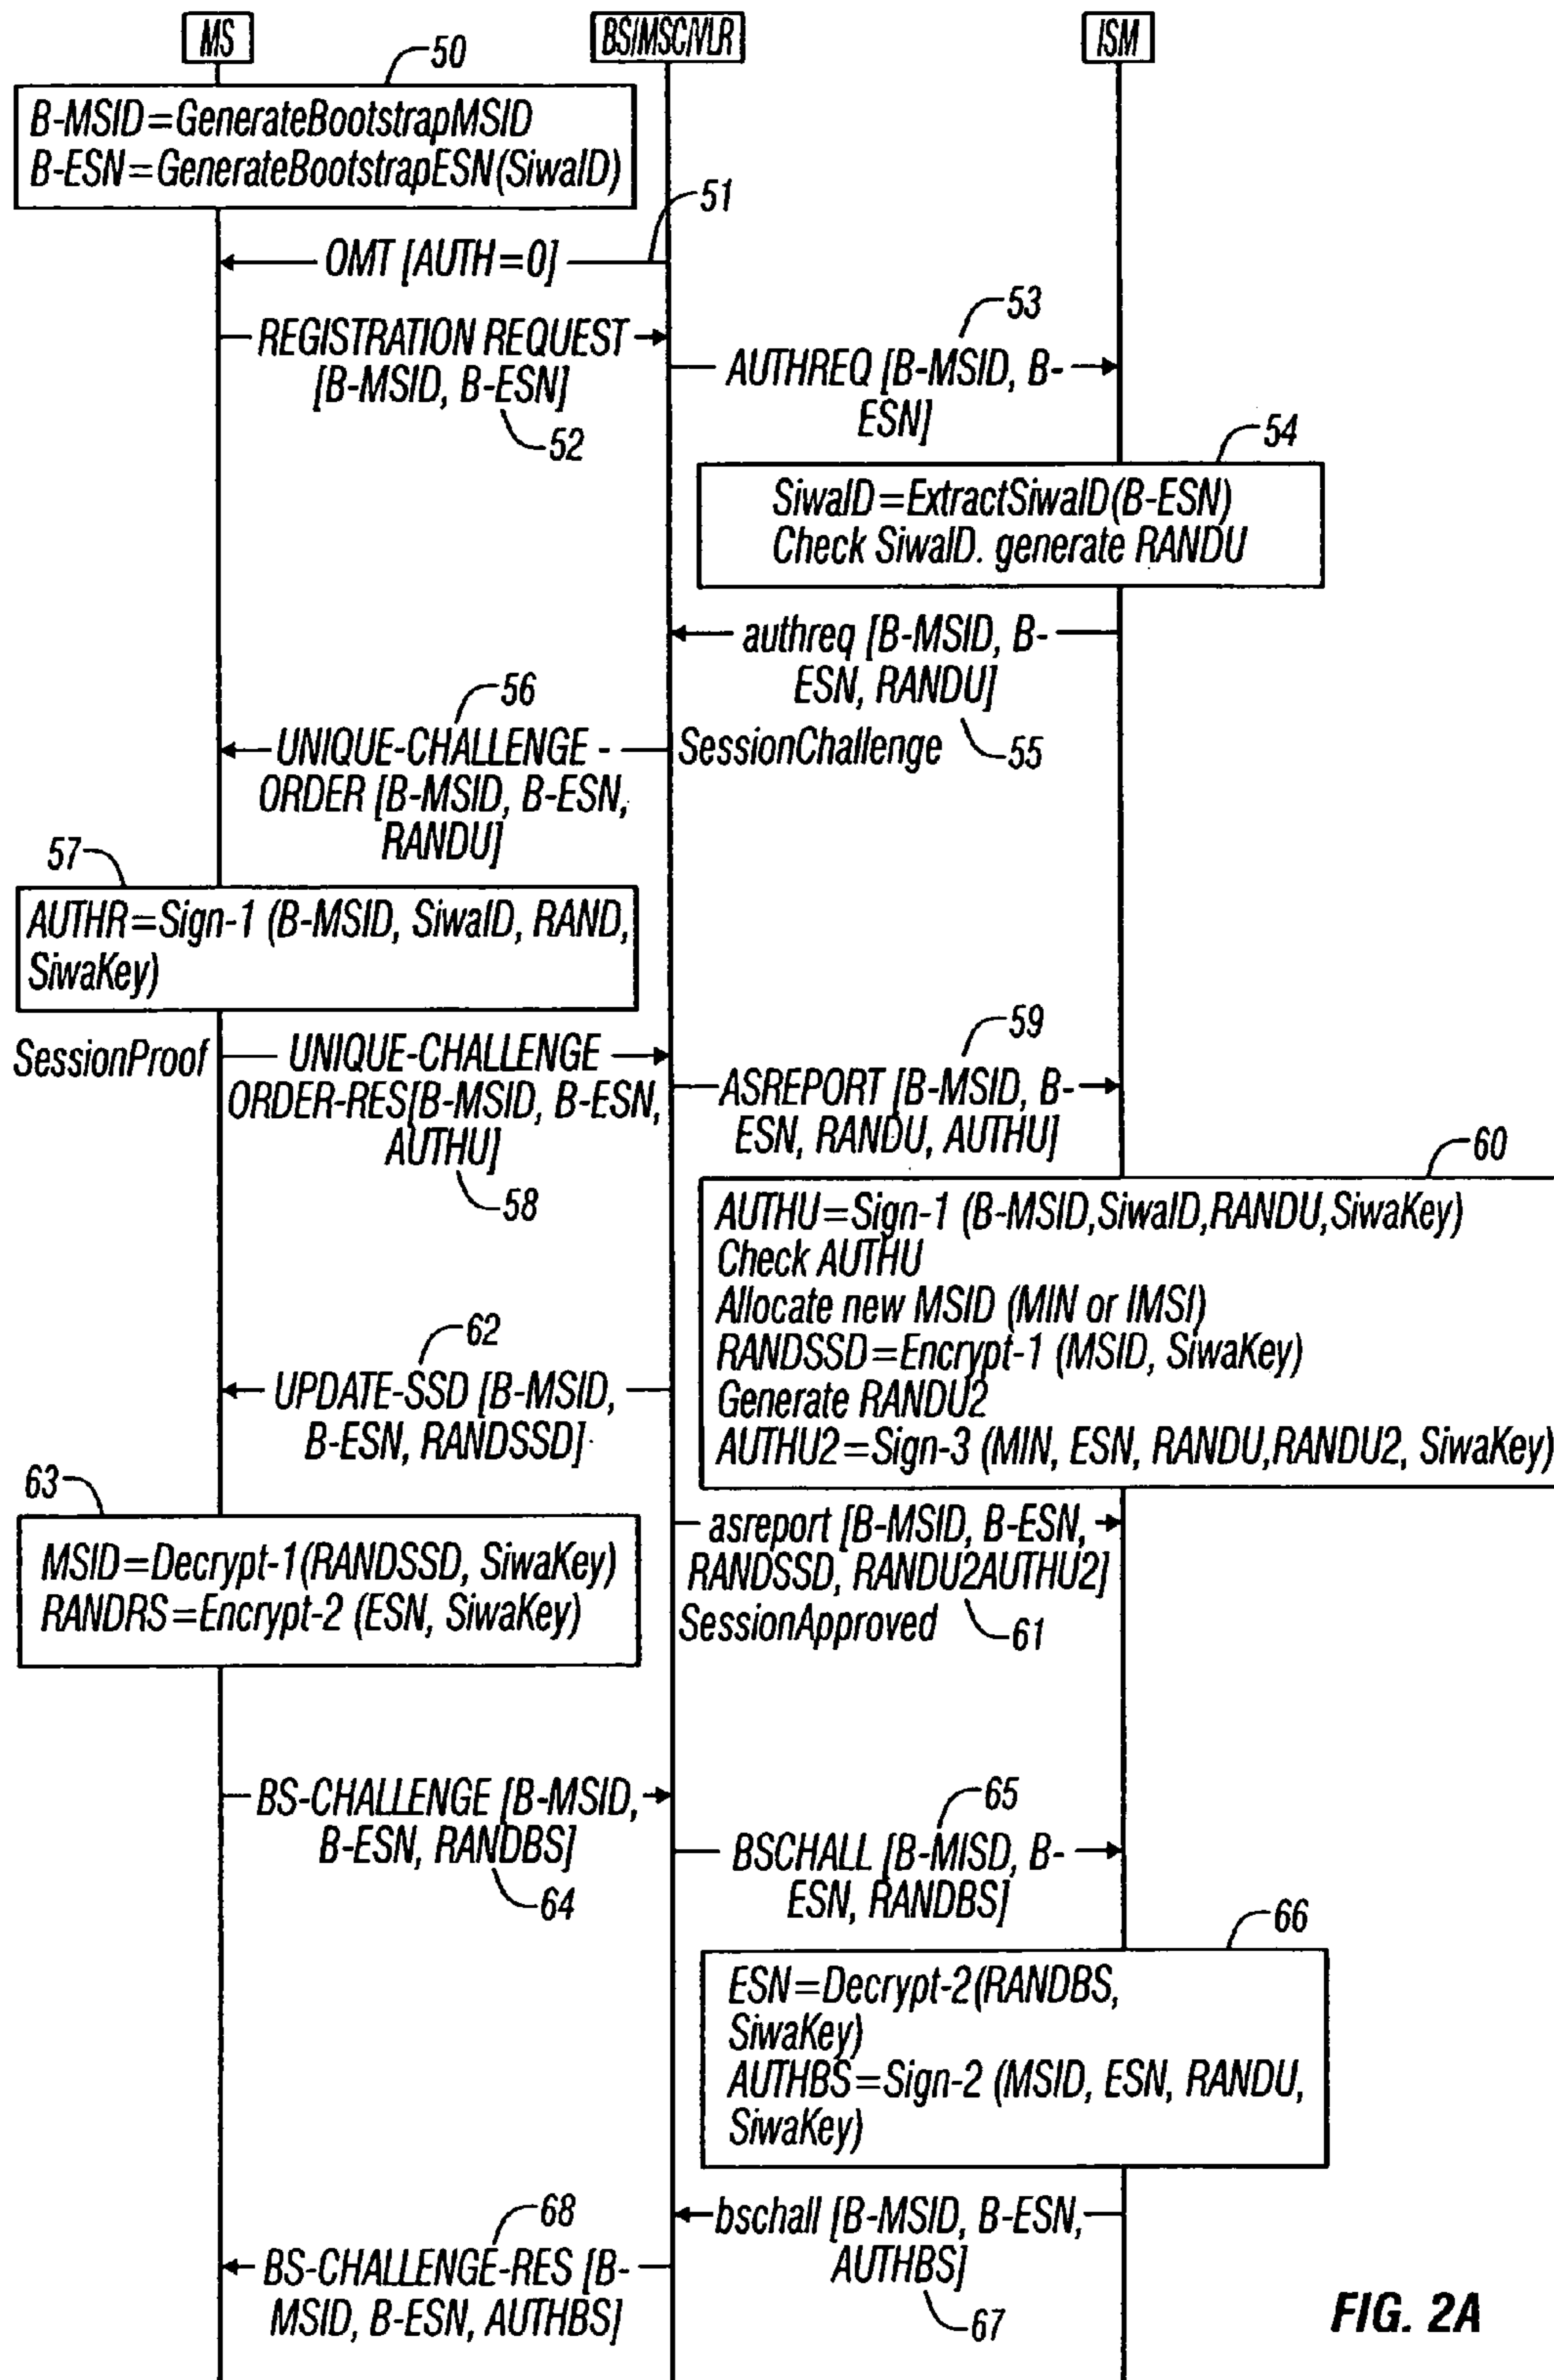 MS
BS/MSC/VLR
ISM
50
B-MSID=GenerateBootstrapMSID
B-ESN=GenerateBootstrapESN(SiwaID)
51
OMT [AUTH=0]
53
REGISTRATION REQUEST
[B-MSID, B-ESN]
52
AUTHREQ [B-MSID, B-
ESN]
54
SiwaID=ExtractSiwaID(B-ESN)
Check SiwaID. generate RANDU
authreq [B-MSID, B-
ESN, RANDU]
55
56
UNIQUE-CHALLENGE -
ORDER [B-MSID, B-ESN,
RANDU]
SessionChallenge
57
AUTHR=Sign-1 (B-MSID, SiwaID, RAND,
SiwaKey)
SessionProof
UNIQUE-CHALLENGE
ORDER-RES[B-MSID, B-ESN,
AUTHU]
58
59
ASREPORT [B-MSID, B-
ESN, RANDU, AUTHU]
60
AUTHU=Sign-1 (B-MSID,SiwaID,RANDU,SiwaKey)
Check AUTHU
Allocate new MSID (MIN or IMSI)
RANDSSD=Encrypt-1 (MSID, SiwaKey)
Generate RANDU2
AUTHU2=Sign-3 (MIN, ESN, RANDU,RANDU2, SiwaKey)
62
UPDATE-SSD [B-MSID,
B-ESN, RANDSSD]
63
MSID=Decrypt-1(RANDSSD, SiwaKey)
RANDRS=Encrypt-2 (ESN, SiwaKey)
asreport [B-MSID, B-ESN,
RANDSSD, RANDU2AUTHU2]
SessionApproved
61
BS-CHALLENGE [B-MSID,
B-ESN, RANDBS]
64
65
BSCHALL [B-MISD, B-
ESN, RANDBS]
66
ESN=Decrypt-2(RANDBS,
SiwaKey)
AUTHBS=Sign-2 (MSID, ESN, RANDU,
SiwaKey)
bschall [B-MSID, B-ESN,
AUTHBS]
67
68
BS-CHALLENGE-RES [B-
MSID, B-ESN, AUTHBS]
FIG. 2A